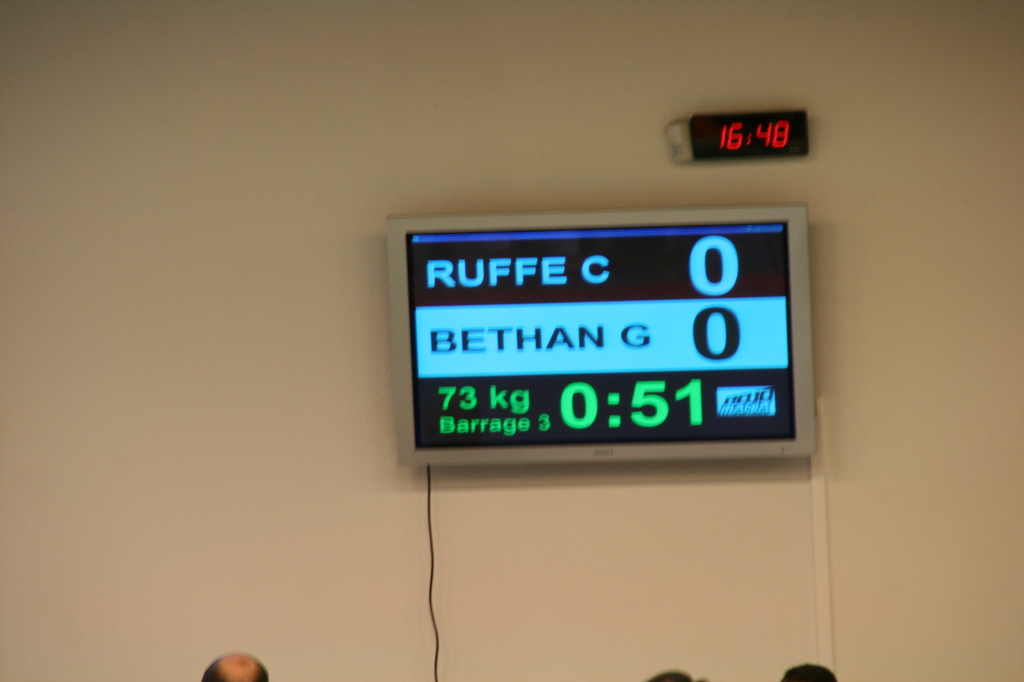 16:48
RUFFE C 0
BETHAN G 0
73 kg 0:51
Barrage 3